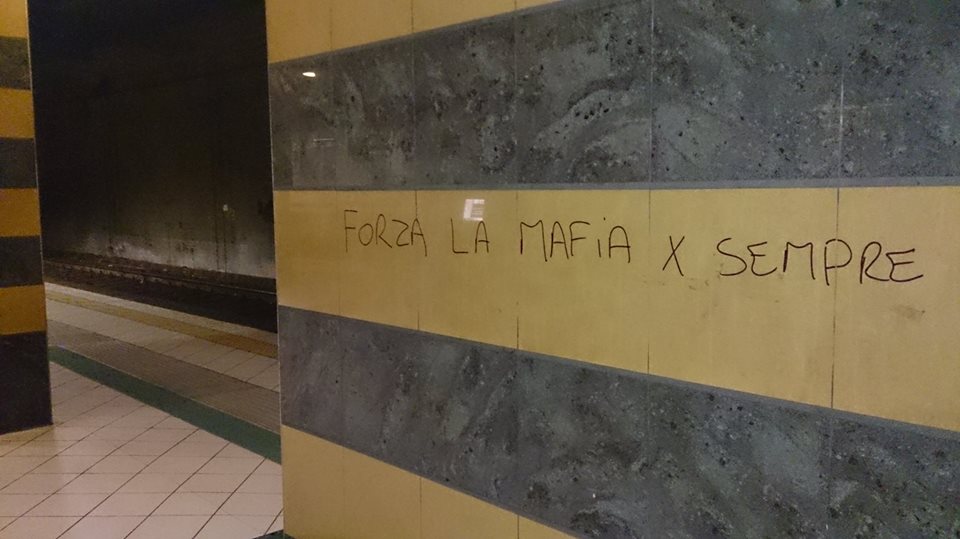 FORZA LA MAFiA X SEMPRE